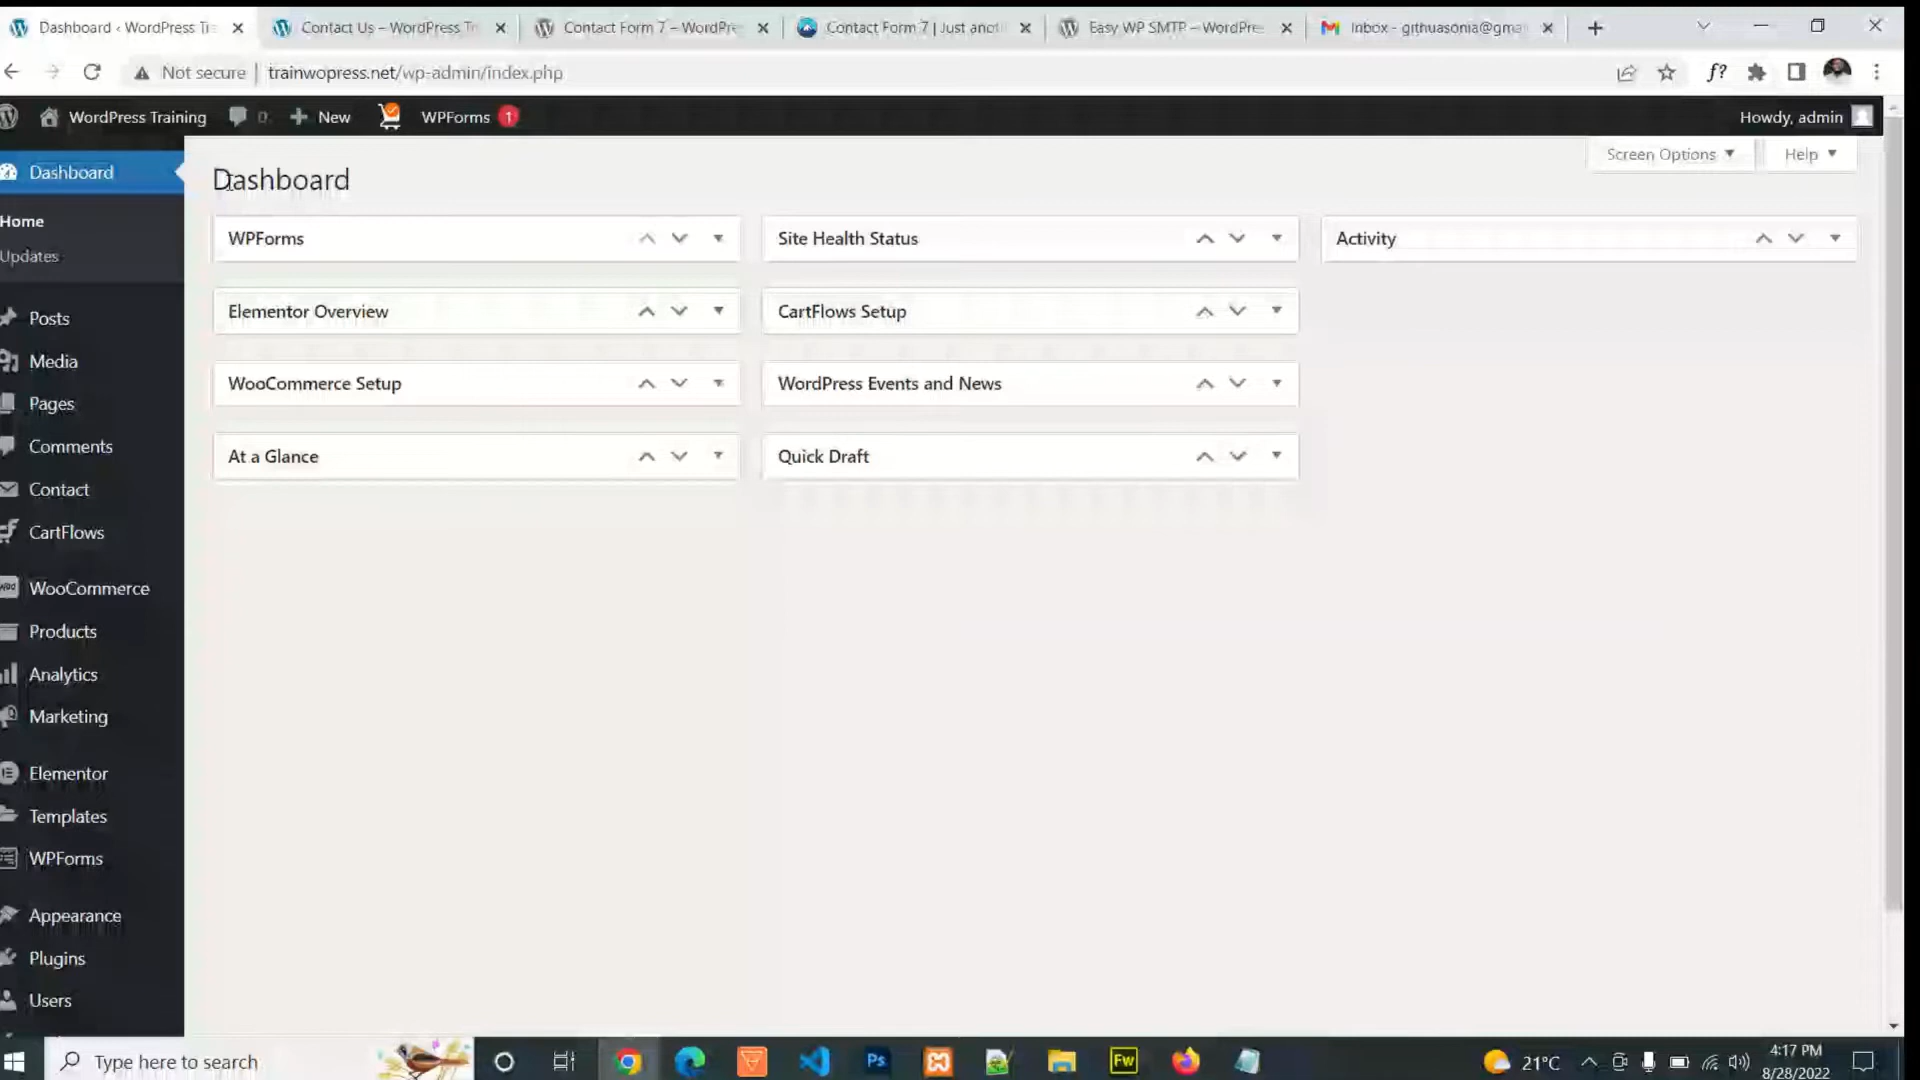 Dashboard ‹ WordPress Tr
Contact Us – WordPress Tr
Contact Form 7 – WordPre
Contact Form 7 | Just anot
Easy WP SMTP – WordPre
Inbox - githuasonia@gma
Not secure
trainwopress.net/wp-admin/index.php
f?
WordPress Training
0
New
WPForms
1
Howdy, admin
Screen Options
Help
Dashboard
Dashboard
Home
Updates
Posts
Media
Pages
Comments
Contact
CartFlows
WooCommerce
Products
Analytics
Marketing
Elementor
Templates
WPForms
Appearance
Plugins
Users
WPForms
Elementor Overview
WooCommerce Setup
At a Glance
Site Health Status
CartFlows Setup
WordPress Events and News
Quick Draft
Activity
Type here to search
Ps
Fw
21°C
4:17 PM
8/28/2022